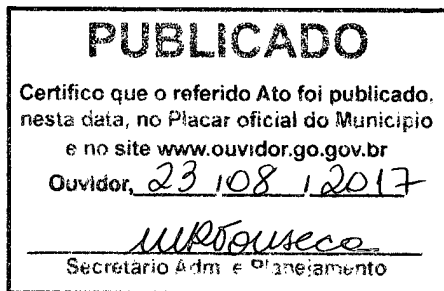 PUBLICADO
Certifico que o referido Ato foi publicado,
nesta data, no Placar oficial do Municipio
e no site www.ouvidor.go.gov.br
Ouvidor, 23 / 08 / 2017
Secretário Adm. e Planejamento